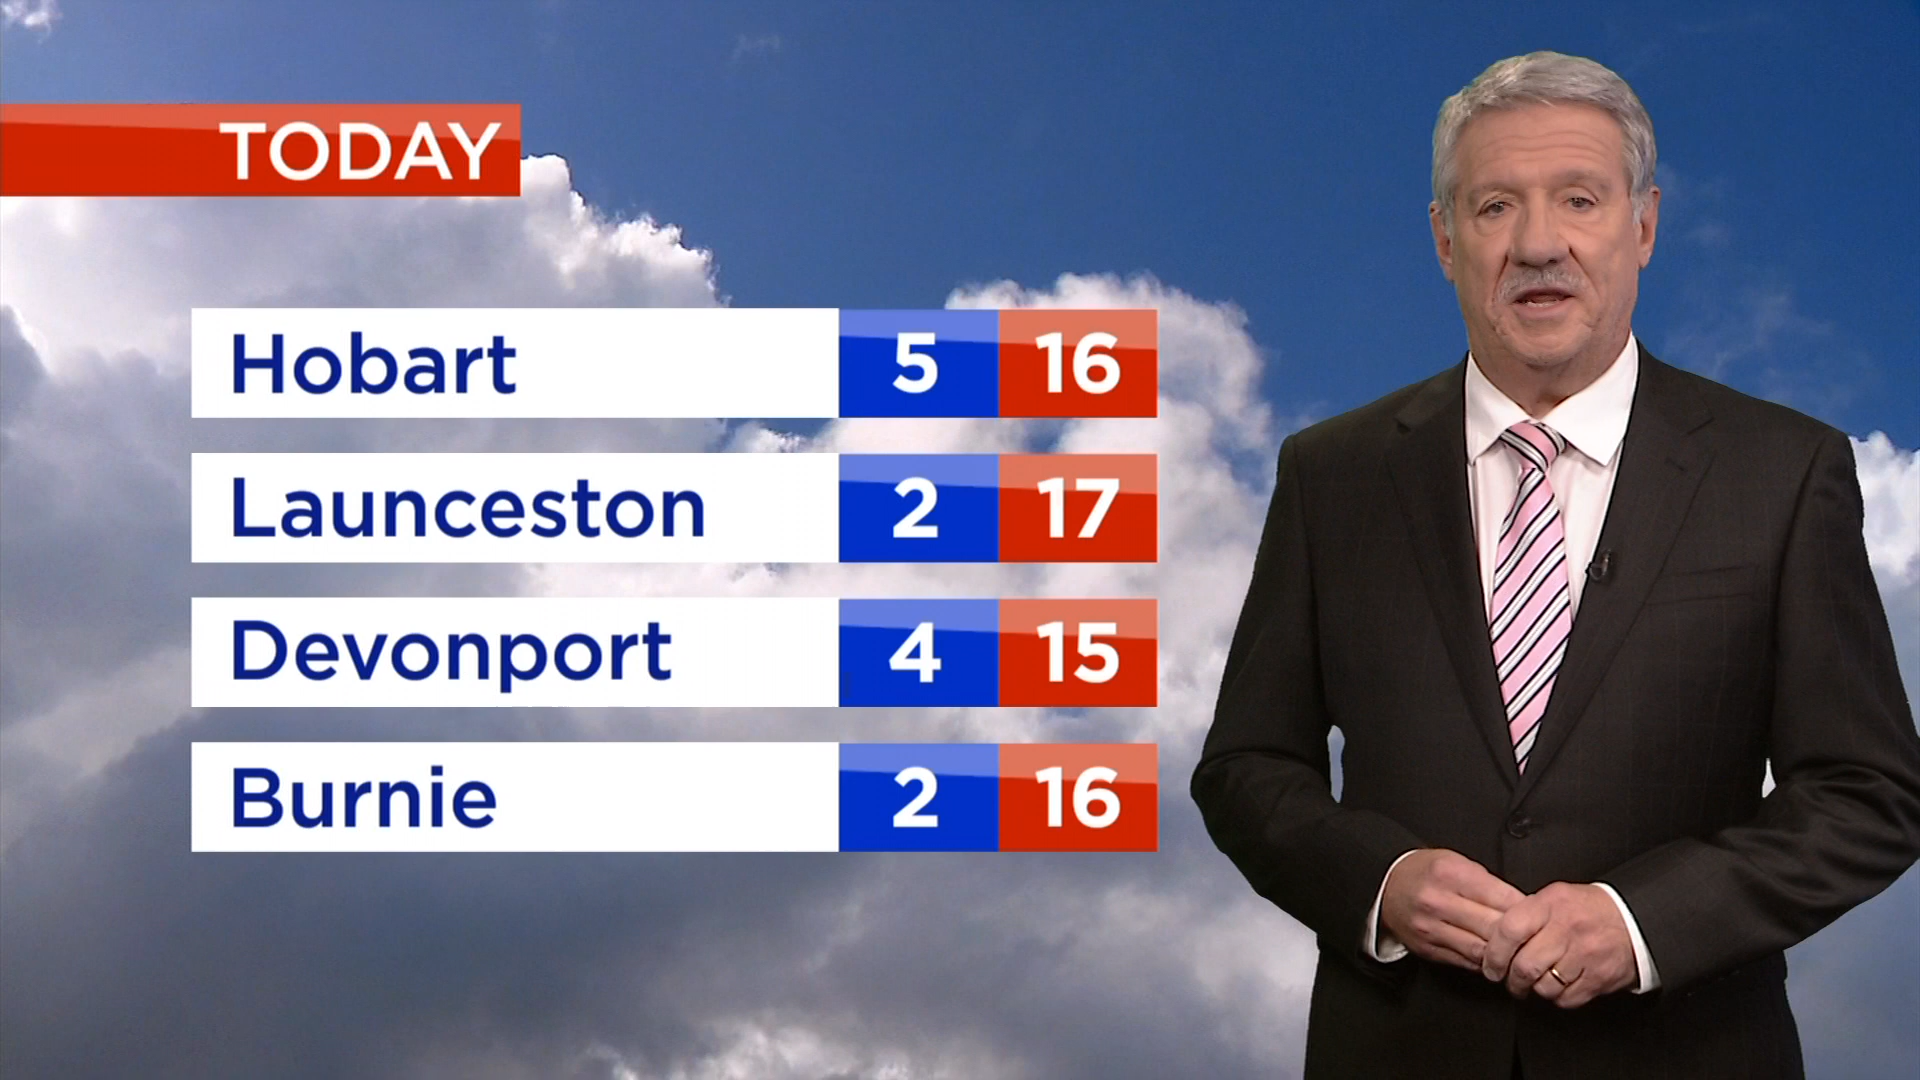 TODAY
Hobart 5 16
Launceston 2 17
Devonport 4 15
Burnie 2 16